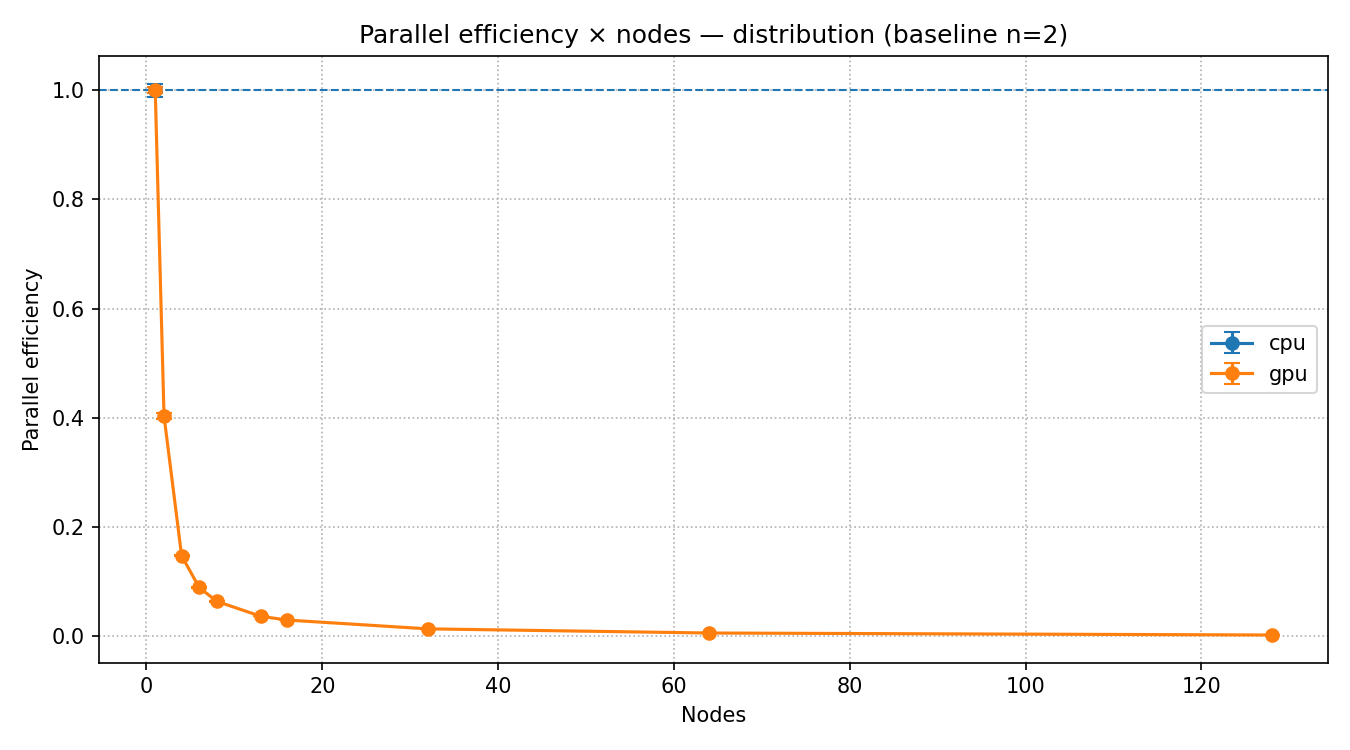 Parallel efficiency × nodes — distribution (baseline n=2)
Parallel efficiency
1.0
0.8
0.6
0.4
0.2
0.0
cpu
gpu
0 20 40 60 80 100 120
Nodes